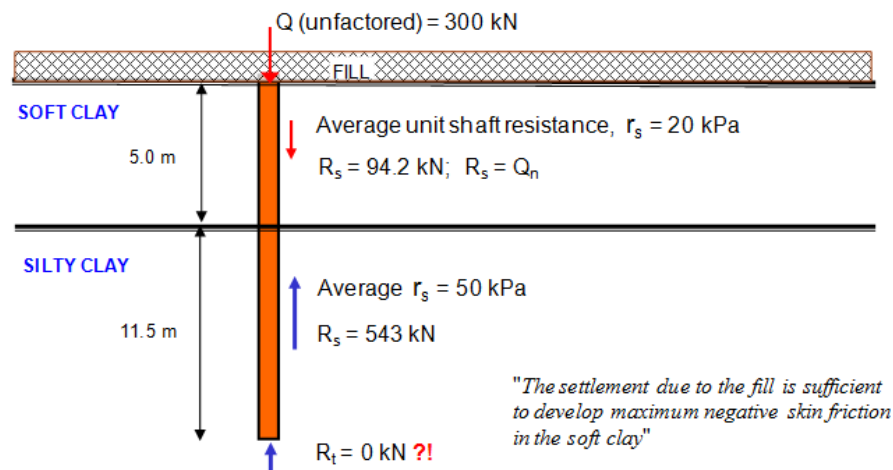 Q (unfactored) = 300 kN
FILL
SOFT CLAY
Average unit shaft resistance, rₛ = 20 kPa
5.0 m
Rₛ = 94.2 kN; Rₛ = Qₙ
SILTY CLAY
Average rₛ = 50 kPa
11.5 m
Rₛ = 543 kN
"The settlement due to the fill is sufficient
to develop maximum negative skin friction
in the soft clay"
Rₜ = 0 kN ?!